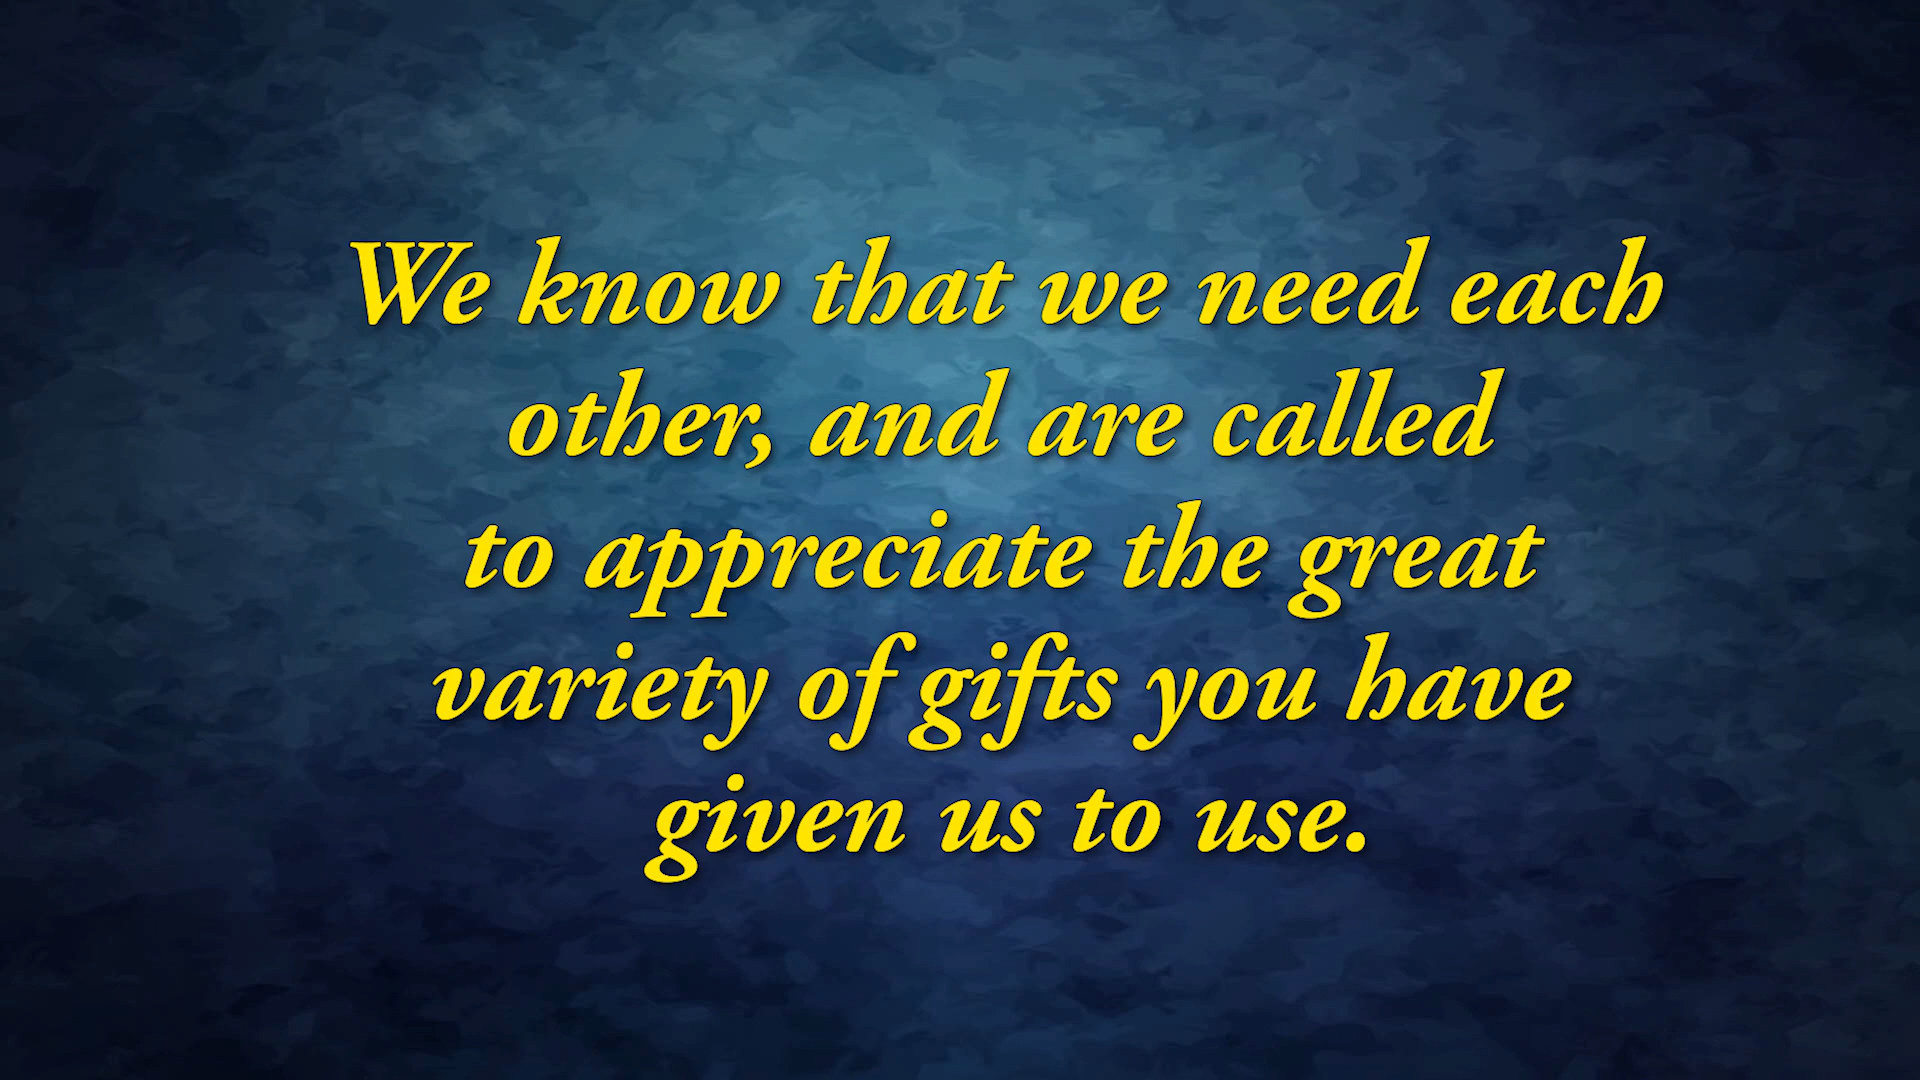 We know that we need each
other, and are called
to appreciate the great
variety of gifts you have
given us to use.